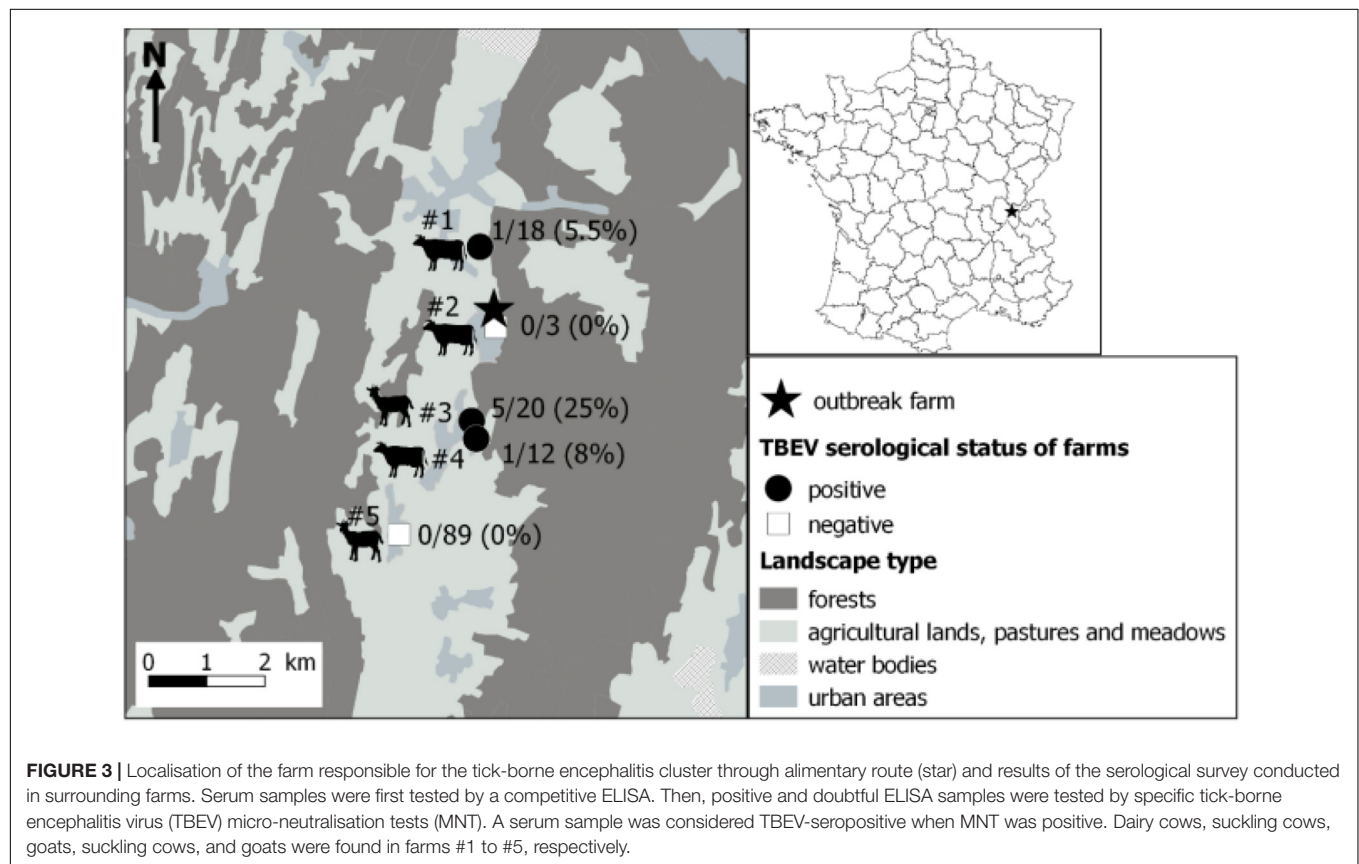 N
#1
1/18 (5.5%)
#2
0/3 (0%)
#3
5/20 (25%)
#4
1/12 (8%)
#5
0/89 (0%)
0 1 2 km
outbreak farm
TBEV serological status of farms
positive
negative
Landscape type
forests
agricultural lands, pastures and meadows
water bodies
urban areas
FIGURE 3 | Localisation of the farm responsible for the tick-borne encephalitis cluster through alimentary route (star) and results of the serological survey conducted
in surrounding farms. Serum samples were first tested by a competitive ELISA. Then, positive and doubtful ELISA samples were tested by specific tick-borne
encephalitis virus (TBEV) micro-neutralisation tests (MNT). A serum sample was considered TBEV-seropositive when MNT was positive. Dairy cows, suckling cows,
goats, suckling cows, and goats were found in farms #1 to #5, respectively.